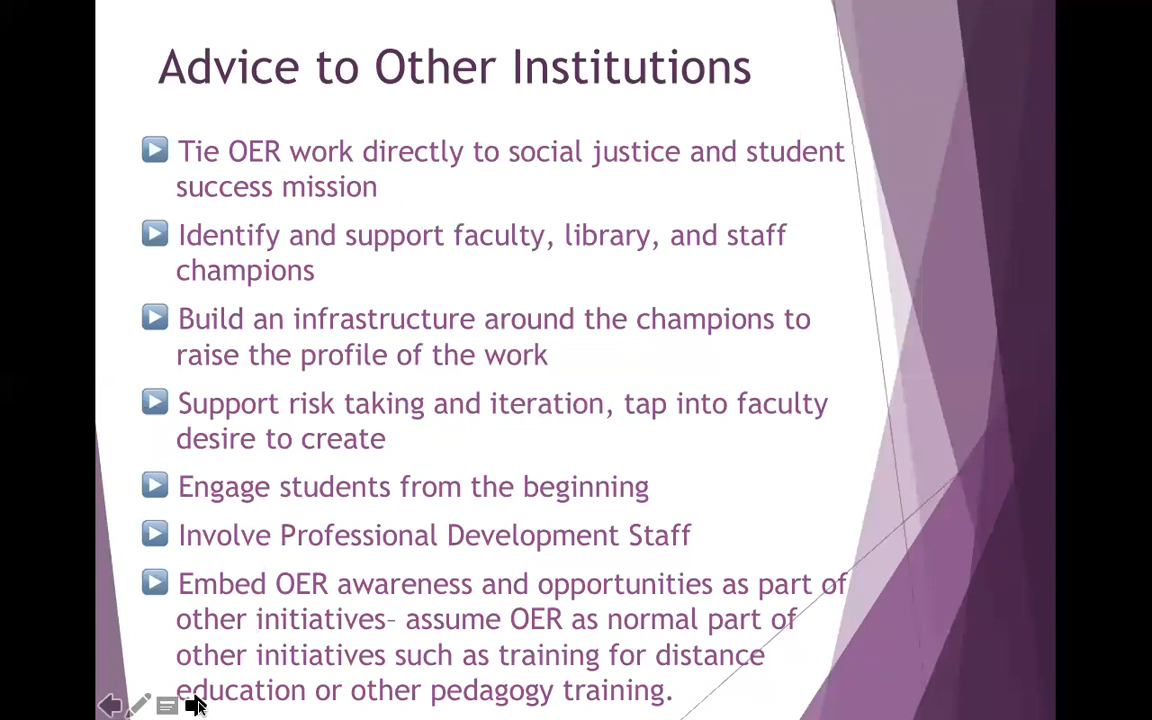 Advice to Other Institutions
Tie OER work directly to social justice and student
success mission
Identify and support faculty, library, and staff
champions
Build an infrastructure around the champions to
raise the profile of the work
Support risk taking and iteration, tap into faculty
desire to create
Engage students from the beginning
Involve Professional Development Staff
Embed OER awareness and opportunities as part of
other initiatives– assume OER as normal part of
other initiatives such as training for distance
education or other pedagogy training.